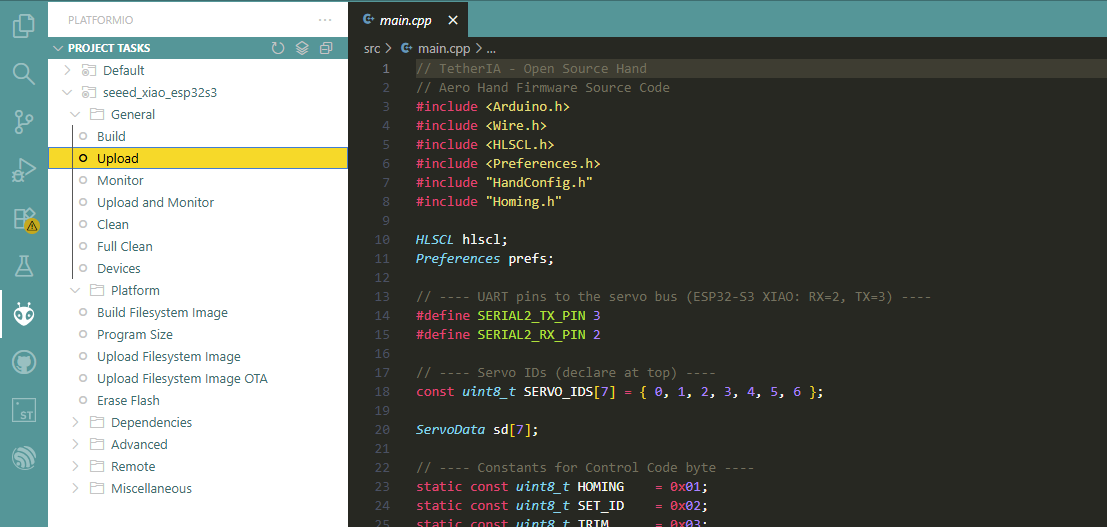 PLATFORMIO
PROJECT TASKS
Default
seeed_xiao_esp32s3
General
Build
Upload
Monitor
Upload and Monitor
Clean
Full Clean
Devices
Platform
Build Filesystem Image
Program Size
Upload Filesystem Image
Upload Filesystem Image OTA
Erase Flash
Dependencies
Advanced
Remote
Miscellaneous
ST
main.cpp
src > main.cpp > ...
1 // TetherIA - Open Source Hand
2 // Aero Hand Firmware Source Code
3 #include <Arduino.h>
4 #include <Wire.h>
5 #include <HLSCL.h>
6 #include <Preferences.h>
7 #include "HandConfig.h"
8 #include "Homing.h"
9
10 HLSCL hlscl;
11 Preferences prefs;
12
13 // ---- UART pins to the servo bus (ESP32-S3 XIAO: RX=2, TX=3) ----
14 #define SERIAL2_TX_PIN 3
15 #define SERIAL2_RX_PIN 2
16
17 // ---- Servo IDs (declare at top) ----
18 const uint8_t SERVO_IDS[7] = { 0, 1, 2, 3, 4, 5, 6 };
19
20 ServoData sd[7];
21
22 // ---- Constants for Control Code byte ----
23 static const uint8_t HOMING = 0x01;
24 static const uint8_t SET_ID = 0x02;
25 static const uint8_t TRIM = 0x03;